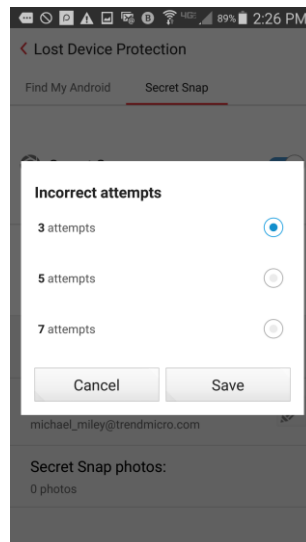 4G 89% 2:26 PM
Lost Device Protection
Find My Android Secret Snap
Incorrect attempts
3 attempts
5 attempts
7 attempts
Cancel Save
michael_miley@trendmicro.com
Secret Snap photos:
0 photos